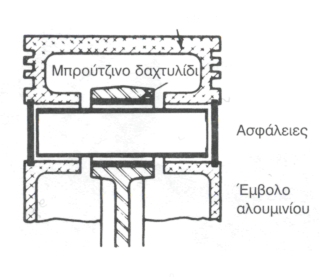 Μπρούτζινο δαχτυλίδι
Ασφάλειες
Έμβολο
αλουμινίου